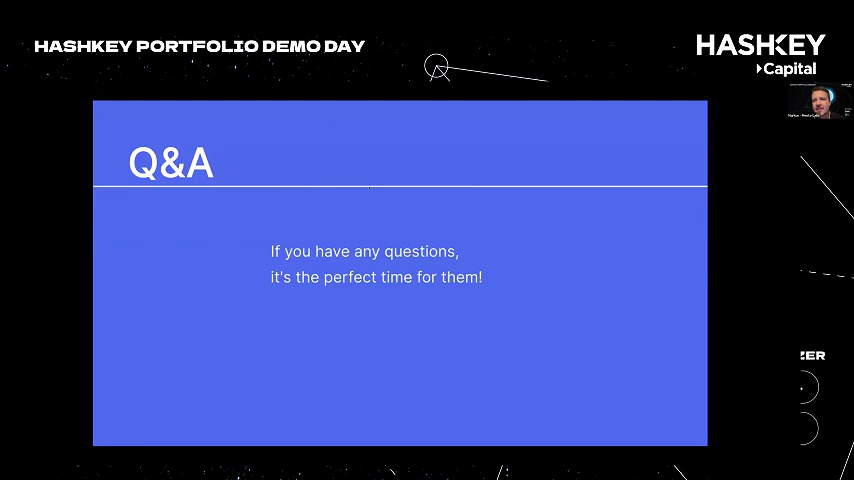 HASHKEY PORTFOLIO DEMO DAY
HASHKEY
Capital
Q&A
If you have any questions,
it's the perfect time for them!
ZER